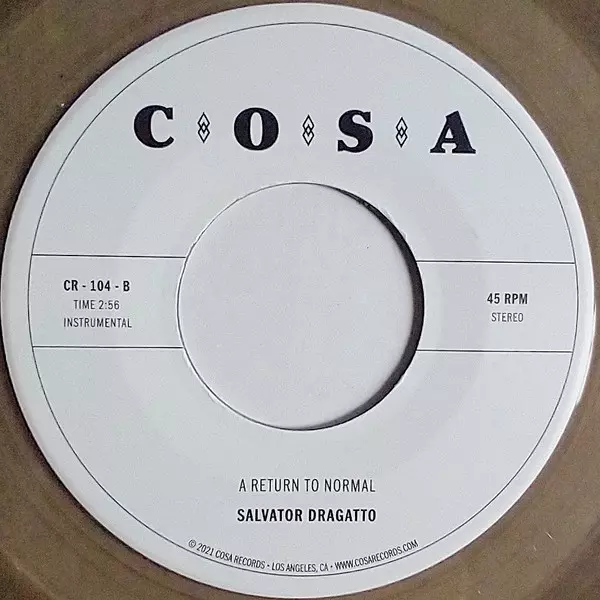 COSA
CR - 104 - B
TIME 2:56
INSTRUMENTAL
45 RPM
STEREO
A RETURN TO NORMAL
SALVATOR DRAGATTO
© 2021 COSA RECORDS • LOS ANGELES, CA • WWW.COSARECORDS.COM